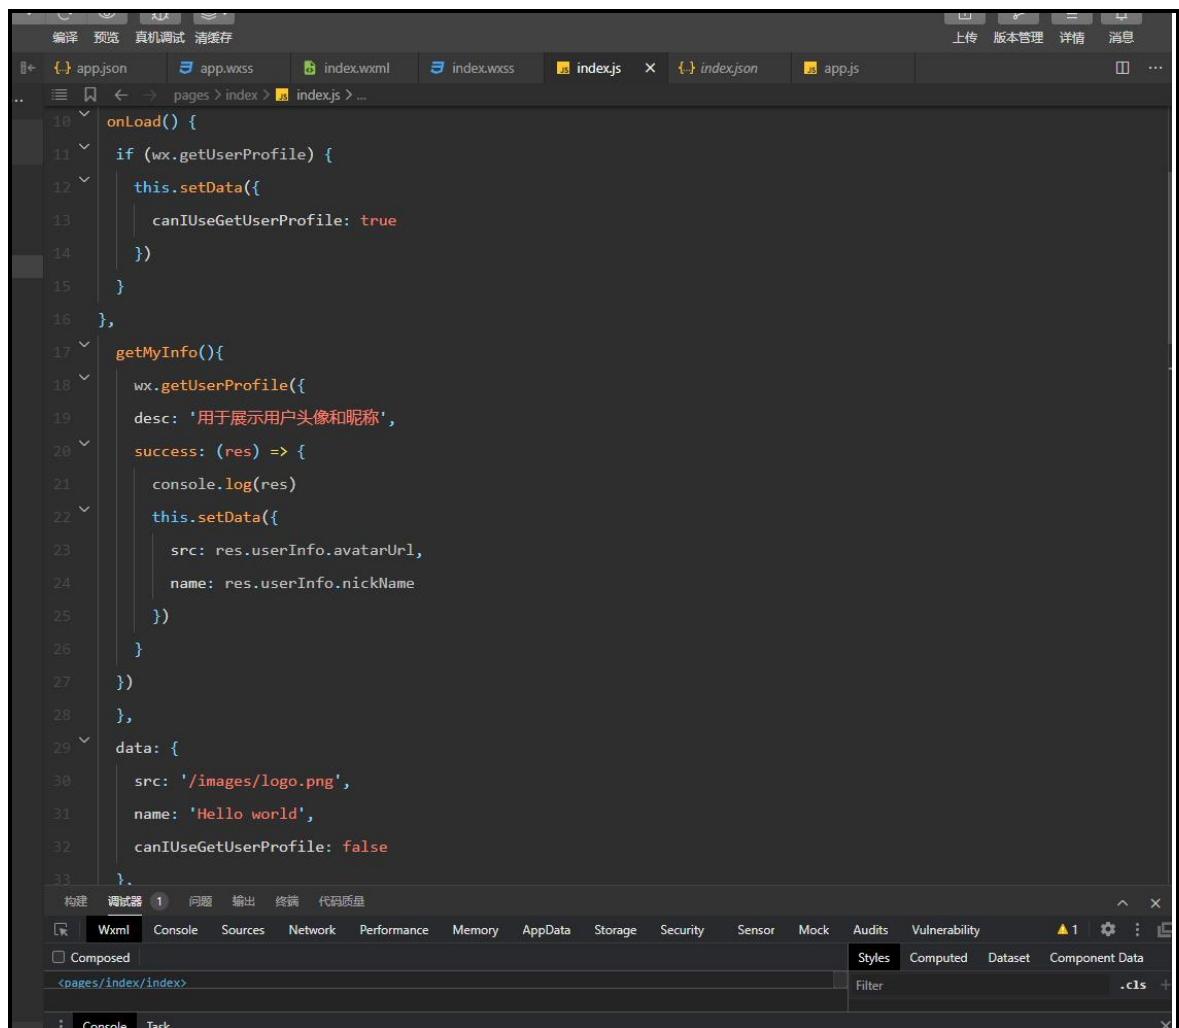 编译 预览 真机调试 清缓存 上传 版本管理 详情 消息
{..} app.json app.wxss index.wxml index.wxss JS index.js × {..} index.json JS app.js ···
pages > index > JS index.js > ...
10 onLoad() {
11 if (wx.getUserProfile) {
12 this.setData({
13 canIUseGetUserProfile: true
14 })
15 }
16 },
17 getMyInfo(){
18 wx.getUserProfile({
19 desc: '用于展示用户头像和昵称',
20 success: (res) => {
21 console.log(res)
22 this.setData({
23 src: res.userInfo.avatarUrl,
24 name: res.userInfo.nickName
25 })
26 }
27 })
28 },
29 data: {
30 src: '/images/logo.png',
31 name: 'Hello world',
32 canIUseGetUserProfile: false
33 },
构建 调试器 1 问题 输出 终端 代码质量
Wxml Console Sources Network Performance Memory AppData Storage Security Sensor Mock Audits Vulnerability 1
Composed Styles Computed Dataset Component Data
<pages/index/index> Filter .cls +
Console Task